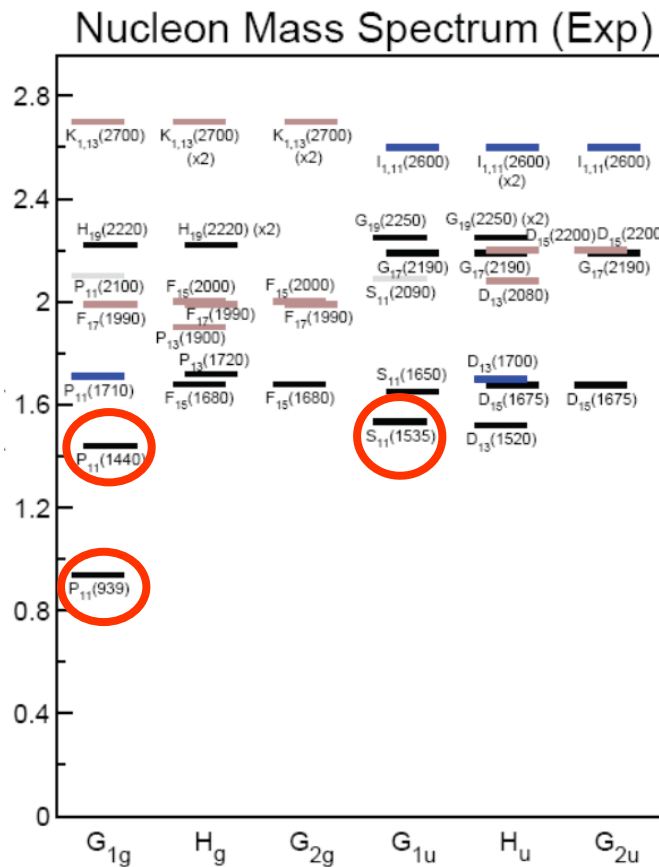 Nucleon Mass Spectrum (Exp)
2.8
K1,13(2700)
K1,13(2700)
(x2)
K1,13(2700)
(x2)
I1,11(2600)
I1,11(2600)
(x2)
I1,11(2600)
2.4
H19(2220)
H19(2220) (x2)
G19(2250)
G19(2250) (x2)
D15(2200)
D15(2200)
G17(2190)
G17(2190)
G17(2190)
P11(2100)
F15(2000)
F15(2000)
S11(2090)
D13(2080)
2
F17(1990)
F17(1990)
F17(1990)
P13(1900)
P13(1720)
S11(1650)
D13(1700)
1.6
P11(1710)
F15(1680)
F15(1680)
D15(1675)
D15(1675)
P11(1440)
S11(1535)
D13(1520)
1.2
P11(939)
0.8
0.4
0
G1g
Hg
G2g
G1u
Hu
G2u